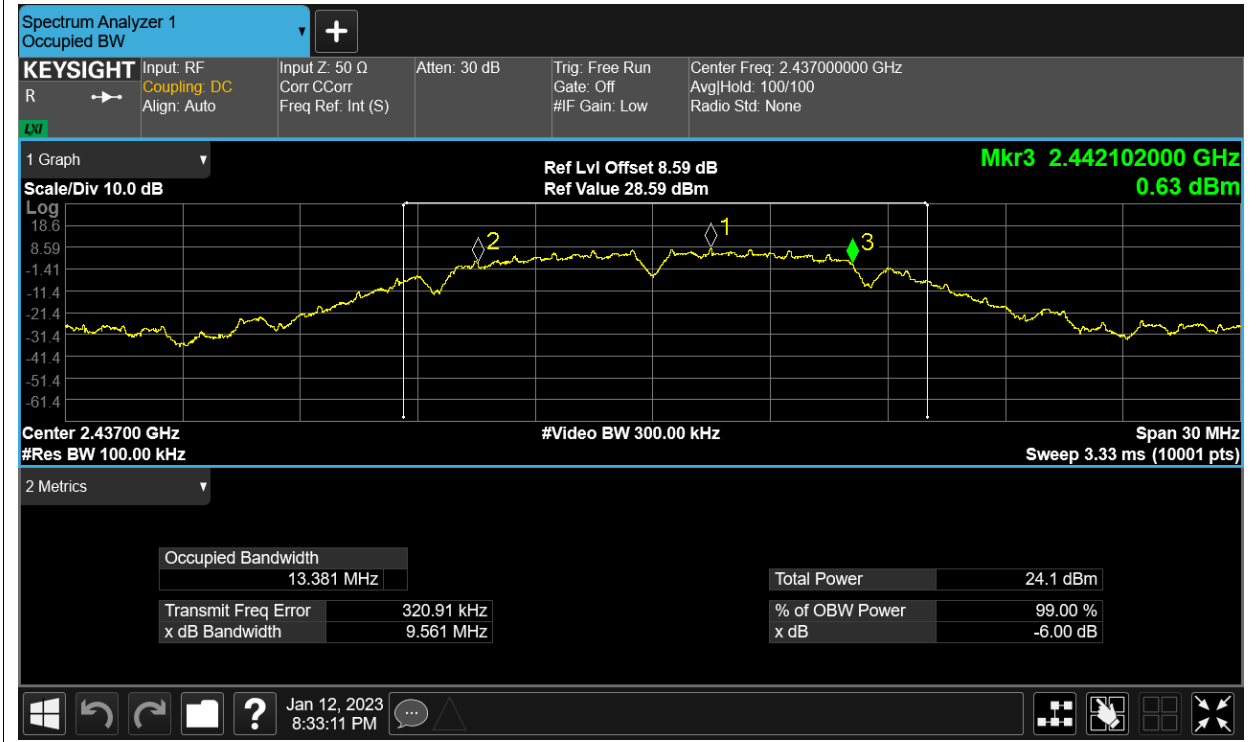 Spectrum Analyzer 1
Occupied BW
KEYSIGHT
R
LXI
Input: RF
Coupling: DC
Align: Auto
Input Z: 50 Ω
Corr CCorr
Freq Ref: Int (S)
Atten: 30 dB
Trig: Free Run
Gate: Off
#IF Gain: Low
Center Freq: 2.437000000 GHz
Avg|Hold: 100/100
Radio Std: None
1 Graph
Scale/Div 10.0 dB
Ref Lvl Offset 8.59 dB
Ref Value 28.59 dBm
Mkr3 2.442102000 GHz
0.63 dBm
Log
18.6
8.59
-1.41
-11.4
-21.4
-31.4
-41.4
-51.4
-61.4
2
1
3
Center 2.43700 GHz
#Video BW 300.00 kHz
Span 30 MHz
#Res BW 100.00 kHz
Sweep 3.33 ms (10001 pts)
2 Metrics
Occupied Bandwidth
13.381 MHz
Total Power 24.1 dBm
Transmit Freq Error 320.91 kHz
% of OBW Power 99.00 %
x dB Bandwidth 9.561 MHz
x dB -6.00 dB
?
Jan 12, 2023
8:33:11 PM